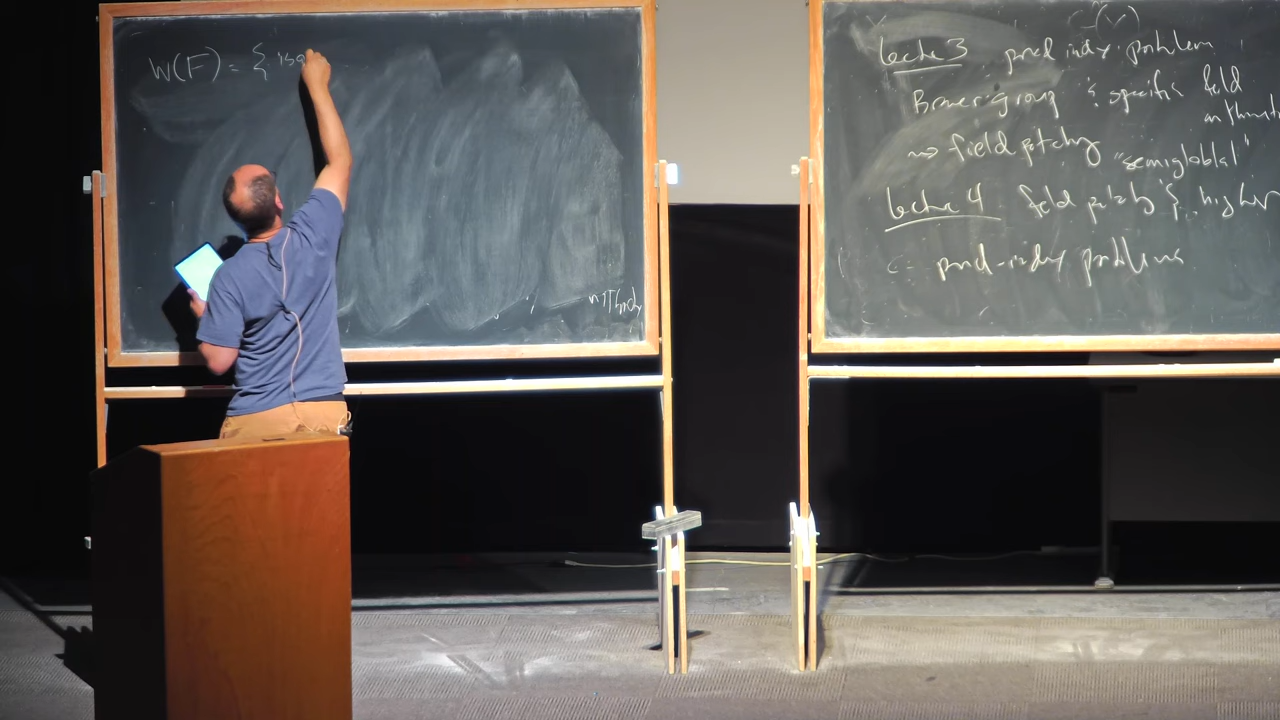 W(F) = { iso
Lecture 3 period index problem
Brauer group & specific field
arithmetic
⇝ field patching "semiglobal"
Lecture 4 field patching & higher
period-index problems